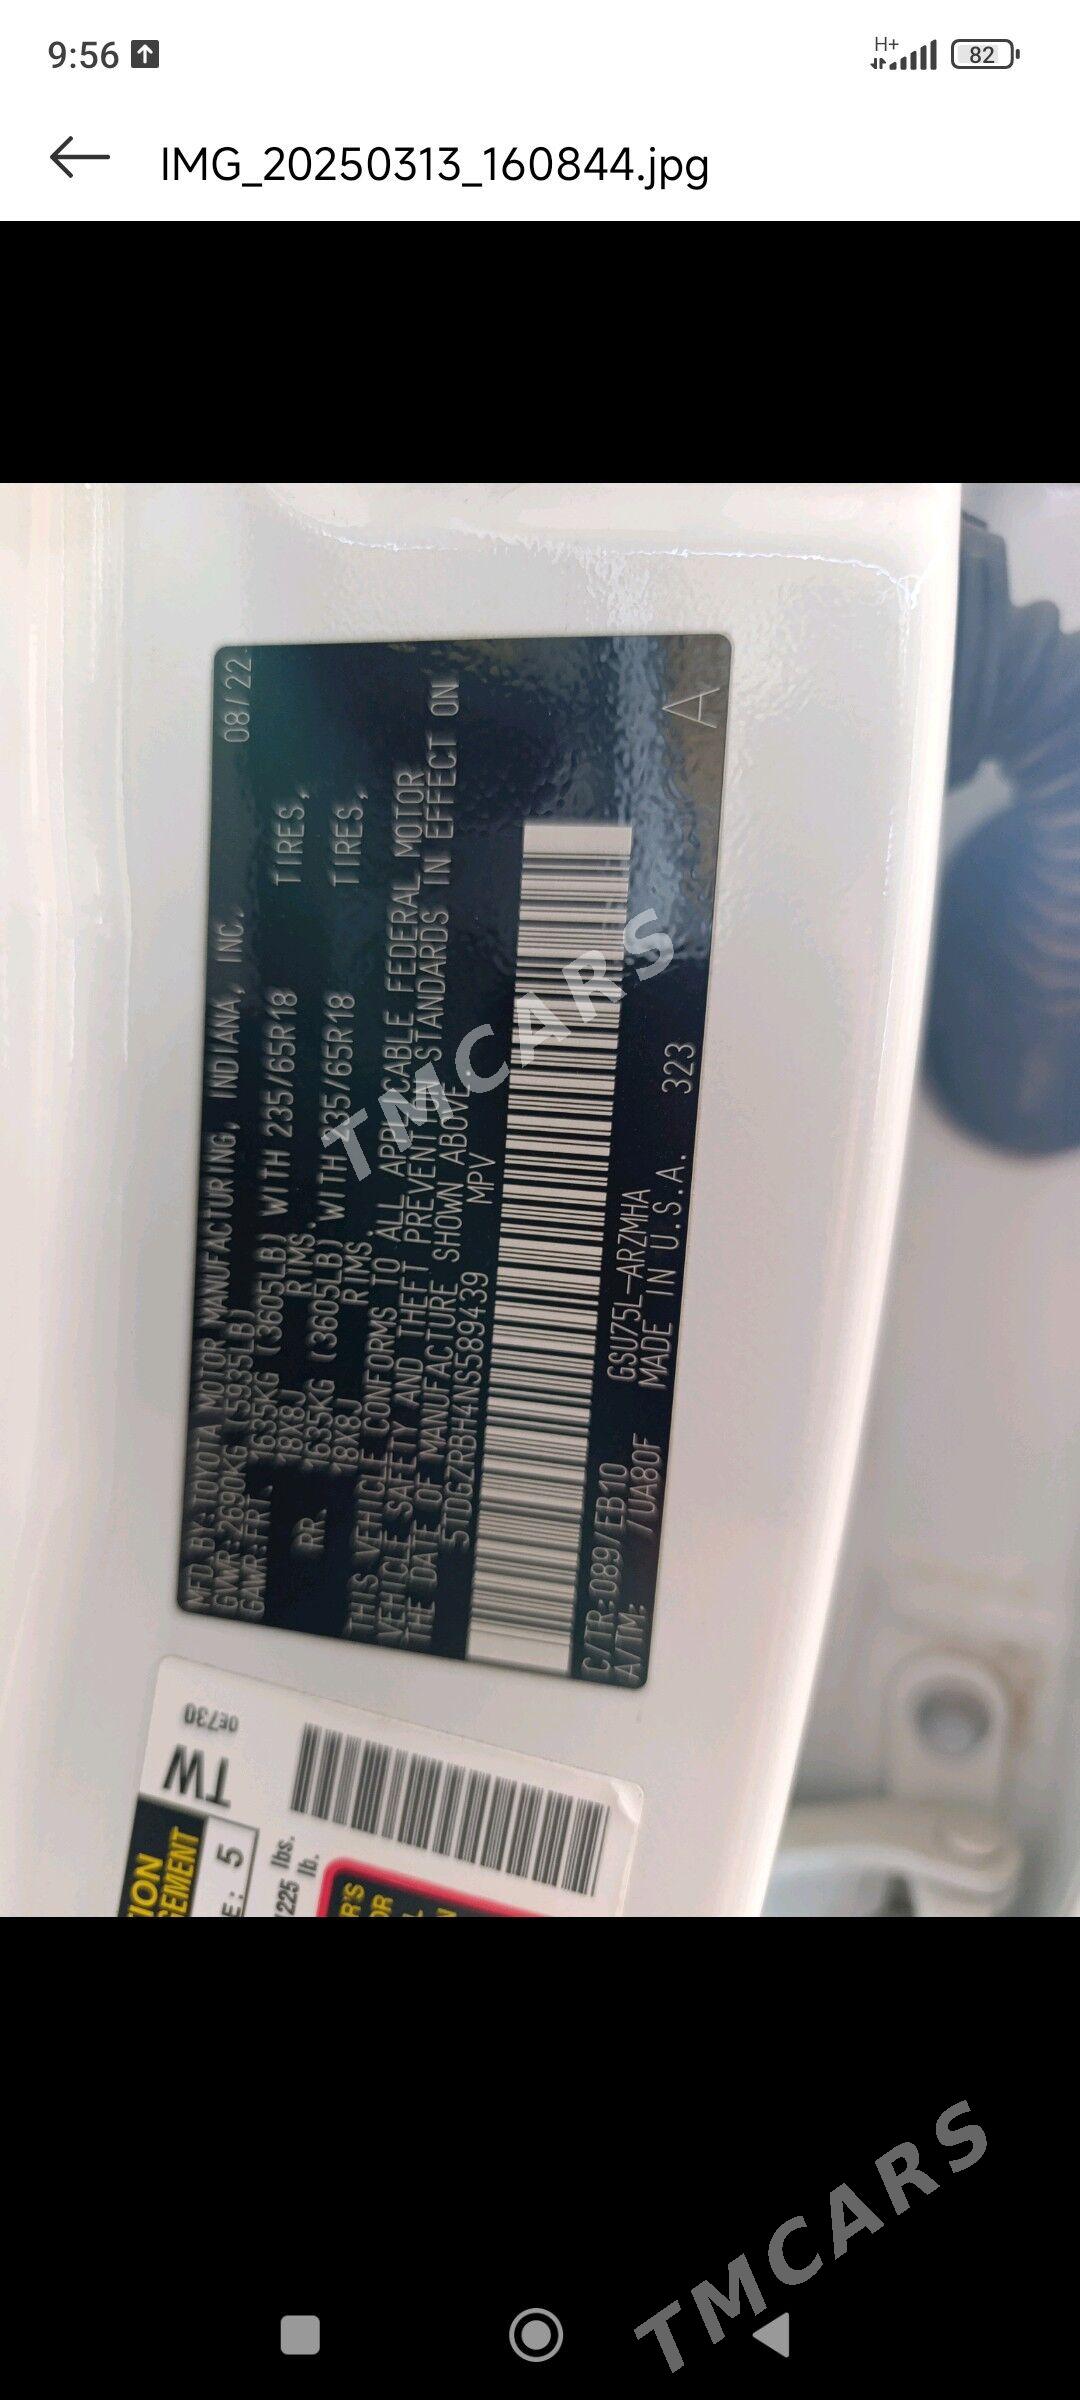 9:56
H+
82
IMG_20250313_160844.jpg
MFD. BY: TOYOTA MOTOR MANUFACTURING, INDIANA, INC. 08/22
GVWR: 2690KG (5935LB)
GAWR: FRT. 1635KG (3605LB) WITH 235/65R18 TIRES,
18X8J RIMS.
RR. 1635KG (3605LB) WITH 235/65R18 TIRES,
18X8J RIMS.
THIS VEHICLE CONFORMS TO ALL APPLICABLE FEDERAL MOTOR
VEHICLE SAFETY AND THEFT PREVENTION STANDARDS IN EFFECT ON
THE DATE OF MANUFACTURE SHOWN ABOVE.
5TDGZRBH4NS589439 MPV
C/TR: 089/EB10 GSU75L-ARZMHA
A/TM: /UA80F MADE IN U.S.A. 323
A
TW
0E730
5
1225 lbs.
lb.
TMCARS
TMCARS